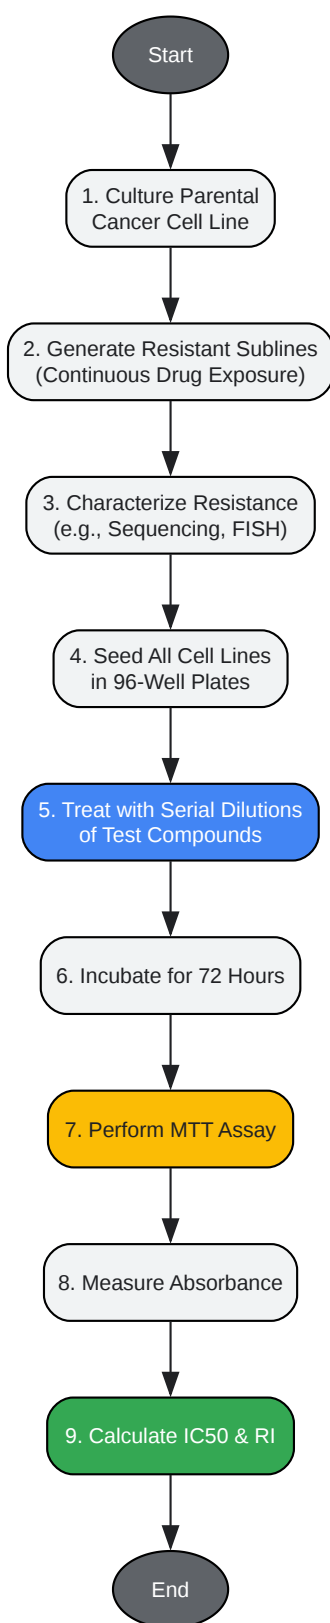 Start
1. Culture Parental
Cancer Cell Line
2. Generate Resistant Sublines
(Continuous Drug Exposure)
3. Characterize Resistance
(e.g., Sequencing, FISH)
4. Seed All Cell Lines
in 96-Well Plates
5. Treat with Serial Dilutions
of Test Compounds
6. Incubate for 72 Hours
7. Perform MTT Assay
8. Measure Absorbance
9. Calculate IC50 & RI
End